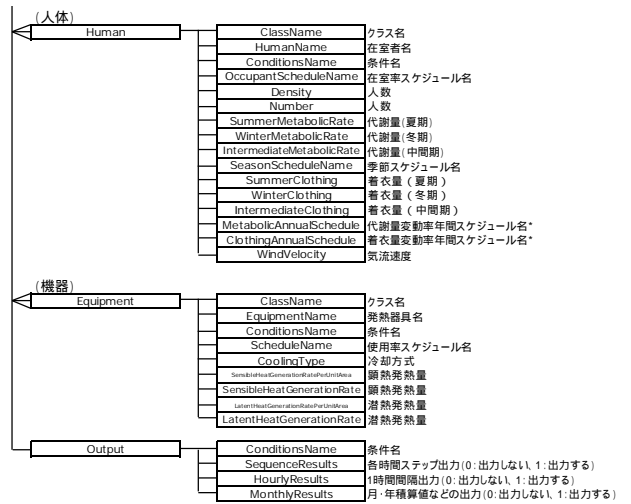 (人体)
Human
ClassName クラス名
HumanName 在室者名
ConditionsName 条件名
OccupantScheduleName 在室率スケジュール名
Density 人数
Number 人数
SummerMetabolicRate 代謝量(夏期)
WinterMetabolicRate 代謝量(冬期)
IntermediateMetabolicRate 代謝量(中間期)
SeasonScheduleName 季節スケジュール名
SummerClothing 着衣量(夏期)
WinterClothing 着衣量(冬期)
IntermediateClothing 着衣量(中間期)
MetabolicAnnualSchedule 代謝量変動率年間スケジュール名*
ClothingAnnualSchedule 着衣量変動率年間スケジュール名*
WindVelocity 気流速度
(機器)
Equipment
ClassName クラス名
EquipmentName 発熱器具名
ConditionsName 条件名
ScheduleName 使用率スケジュール名
CoolingType 冷却方式
SensibleHeatGenerationRatePerUnitArea 顕熱発熱量
SensibleHeatGenerationRate 顕熱発熱量
LatentHeatGenerationRatePerUnitArea 潜熱発熱量
LatentHeatGenerationRate 潜熱発熱量
Output
ConditionsName 条件名
SequenceResults 各時間ステップ出力(0:出力しない、1:出力する)
HourlyResults 1時間間隔出力(0:出力しない、1:出力する)
MonthlyResults 月・年積算値などの出力(0:出力しない、1:出力する)